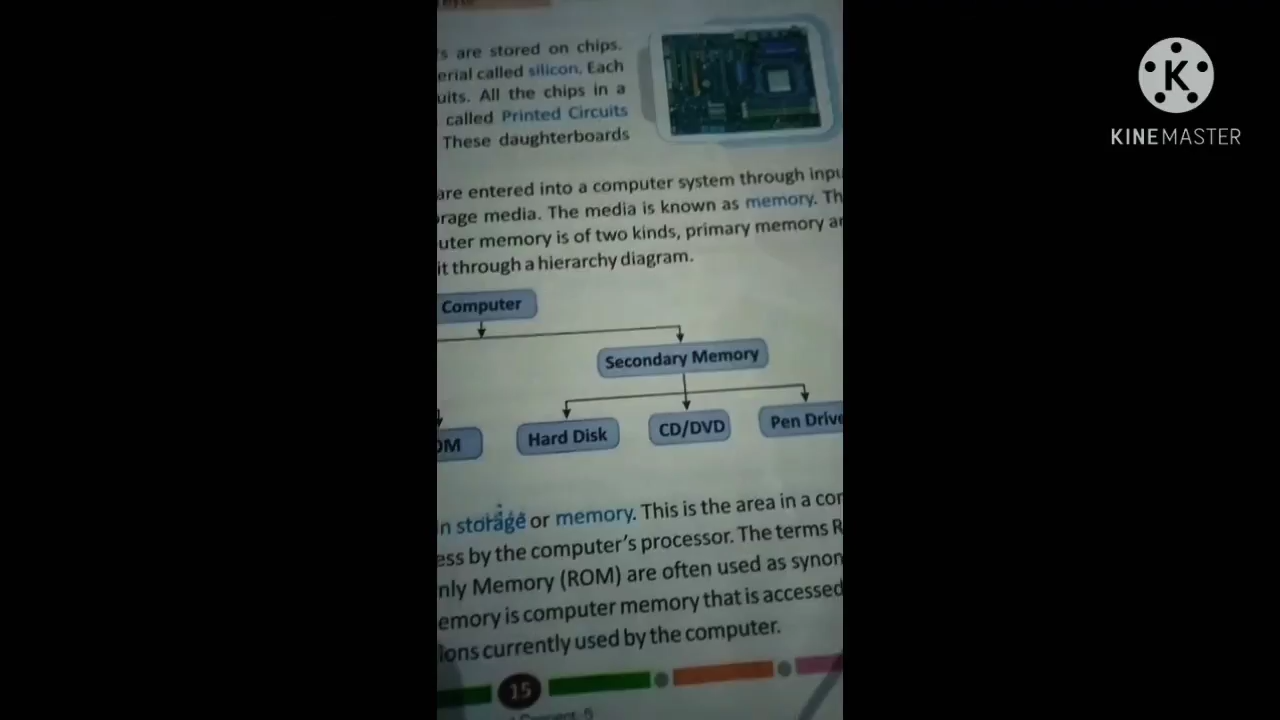 s are stored on chips.
erial called silicon. Each
uits. All the chips in a
called Printed Circuits
These daughterboards
are entered into a computer system through inpu
orage media. The media is known as memory. Th
uter memory is of two kinds, primary memory an
it through a hierarchy diagram.
Computer
Secondary Memory
OM
Hard Disk
CD/DVD
Pen Drive
n storage or memory. This is the area in a con
ess by the computer's processor. The terms R
nly Memory (ROM) are often used as synon
emory is computer memory that is accessed
ions currently used by the computer.
15
KINEMASTER